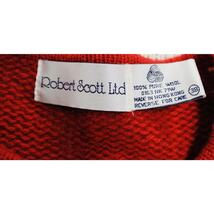 Robert Scott Ltd
100% PURE WOOL
MADE IN HONG KONG
REVERSE FOR CARE